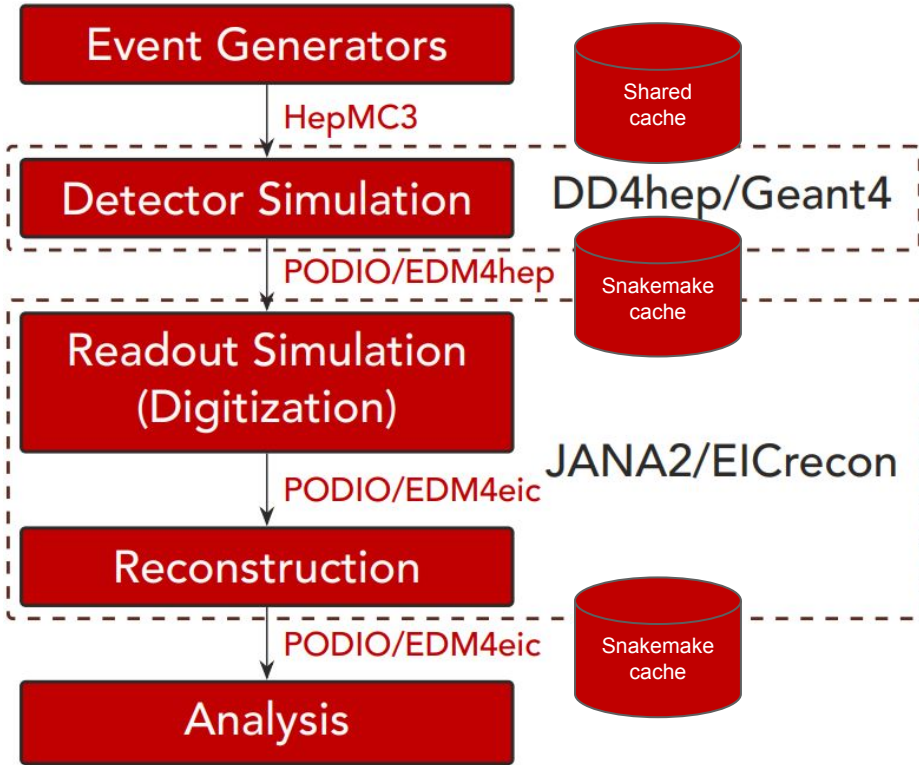 Event Generators
Shared
cache
HepMC3
Detector Simulation
DD4hep/Geant4
PODIO/EDM4hep
Snakemake
cache
Readout Simulation
(Digitization)
JANA2/EICrecon
PODIO/EDM4eic
Reconstruction
PODIO/EDM4eic
Snakemake
cache
Analysis